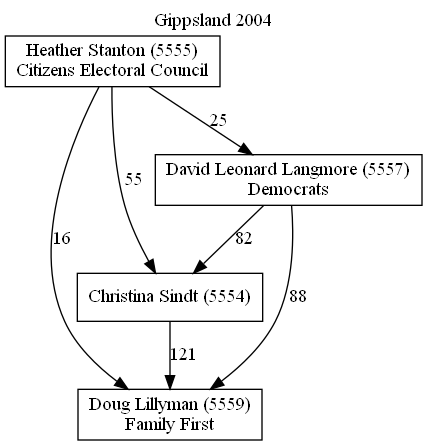 Gippsland 2004
Heather Stanton (5555)
Citizens Electoral Council
25
David Leonard Langmore (5557)
Democrats
55
16
82
88
Christina Sindt (5554)
121
Doug Lillyman (5559)
Family First